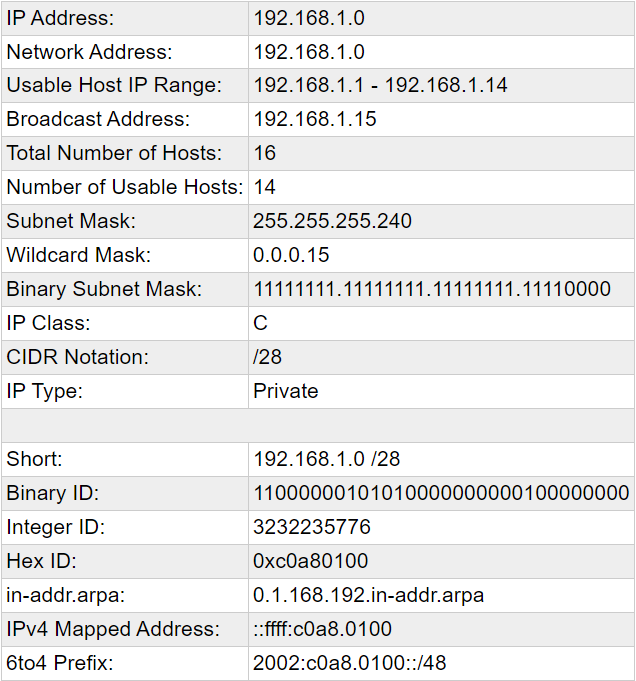 IP Address: 192.168.1.0
Network Address: 192.168.1.0
Usable Host IP Range: 192.168.1.1 - 192.168.1.14
Broadcast Address: 192.168.1.15
Total Number of Hosts: 16
Number of Usable Hosts: 14
Subnet Mask: 255.255.255.240
Wildcard Mask: 0.0.0.15
Binary Subnet Mask: 11111111.11111111.11111111.11110000
IP Class: C
CIDR Notation: /28
IP Type: Private
Short: 192.168.1.0 /28
Binary ID: 11000000101010000000000100000000
Integer ID: 3232235776
Hex ID: 0xc0a80100
in-addr.arpa: 0.1.168.192.in-addr.arpa
IPv4 Mapped Address: ::ffff:c0a8.0100
6to4 Prefix: 2002:c0a8.0100::/48